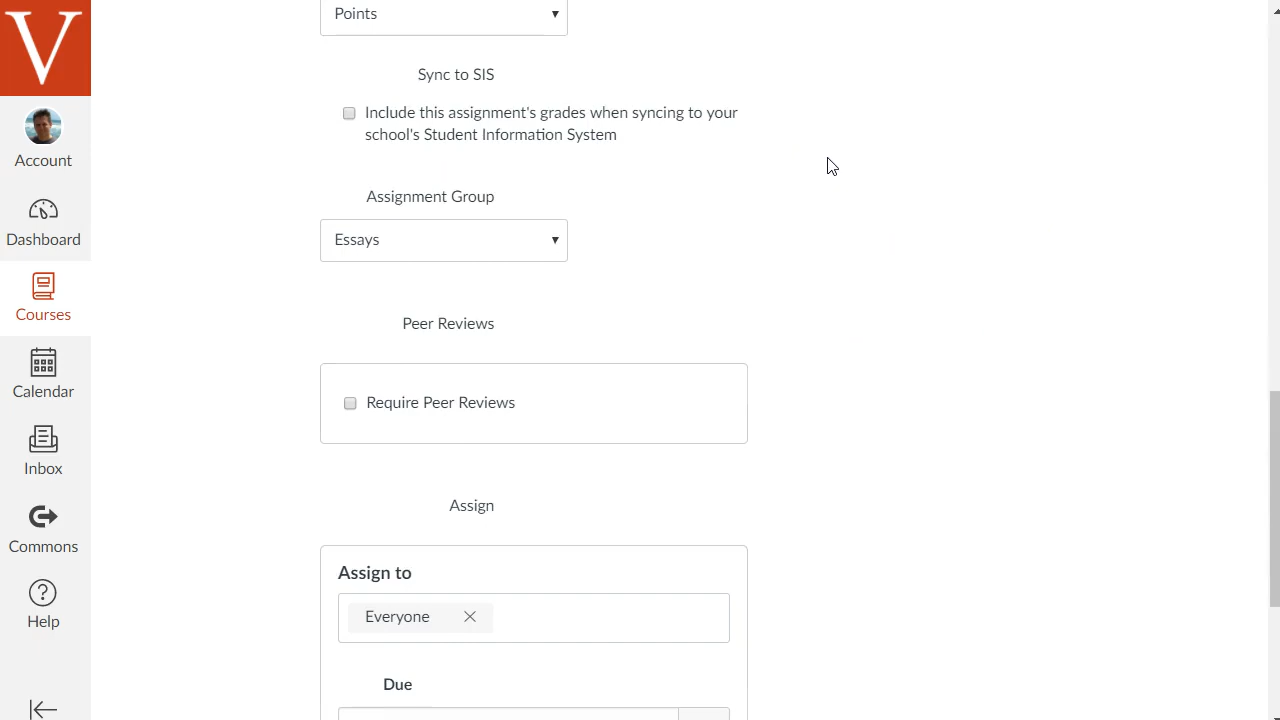 V
Account
Dashboard
Courses
Calendar
Inbox
Commons
Help
Points
Sync to SIS
Include this assignment's grades when syncing to your
school's Student Information System
Assignment Group
Essays
Peer Reviews
Require Peer Reviews
Assign
Assign to
Everyone
Due